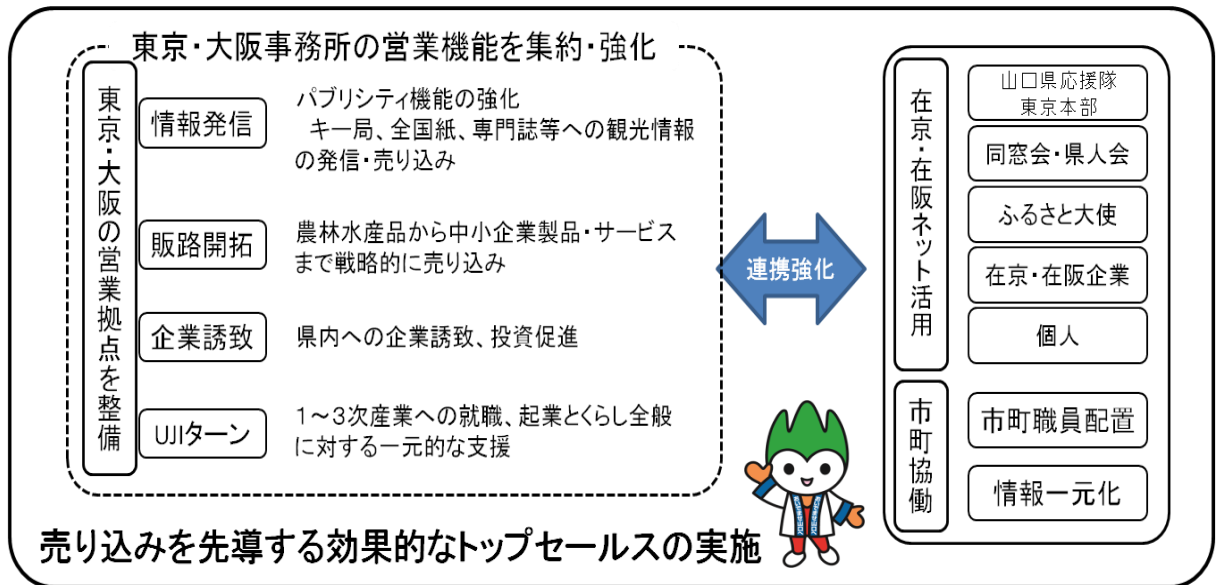 東京・大阪事務所の営業機能を集約・強化
東京・大阪の営業拠点を整備
情報発信
パブリシティ機能の強化
キー局、全国紙、専門誌等への観光情報
の発信・売り込み
販路開拓
農林水産品から中小企業製品・サービス
まで戦略的に売り込み
企業誘致
県内への企業誘致、投資促進
UJIターン
1～3次産業への就職、起業とくらし全般
に対する一元的な支援
連携強化
在京・在阪ネット活用
山口県応援隊
東京本部
同窓会・県人会
ふるさと大使
在京・在阪企業
個人
市町協働
市町職員配置
情報一元化
売り込みを先導する効果的なトップセールスの実施